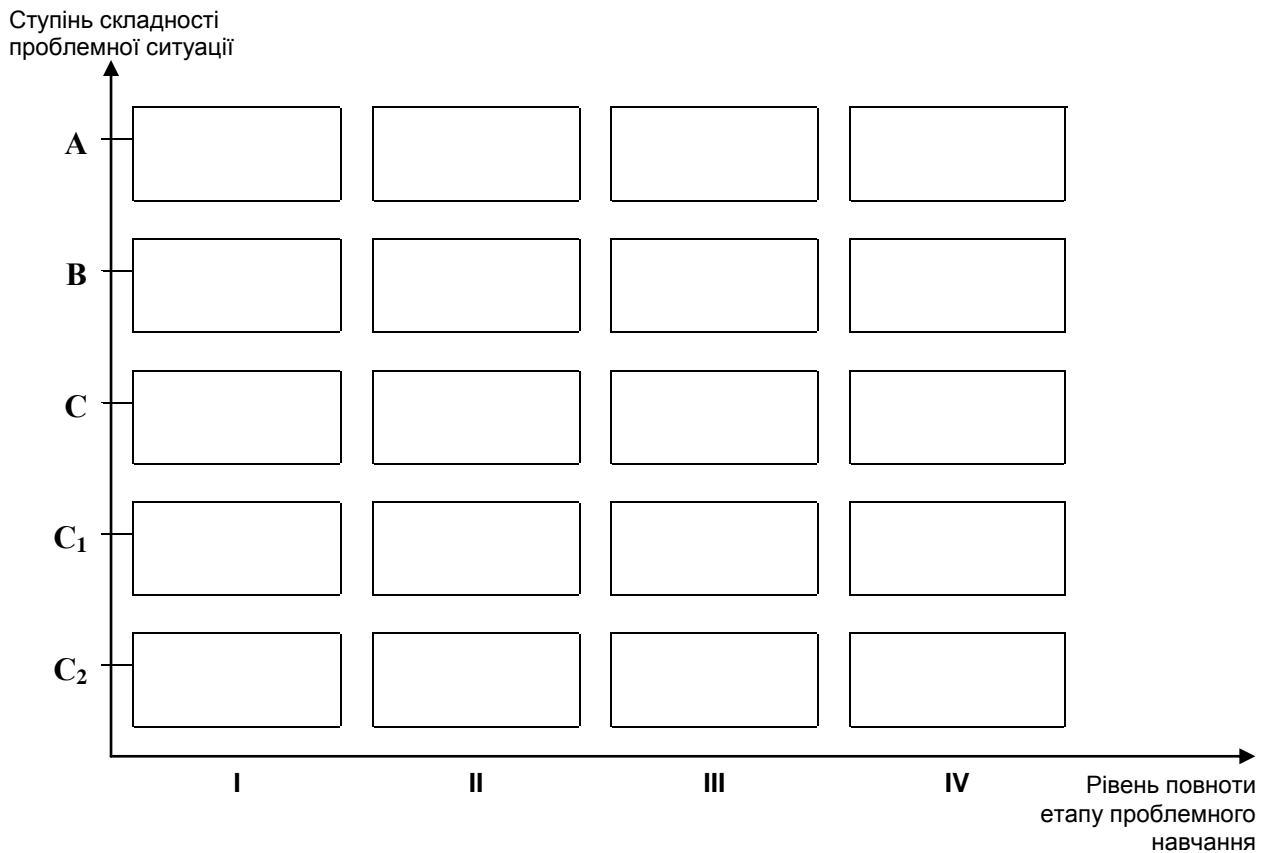 Ступінь складності
проблемної ситуації
A
B
C
C₁
C₂
I
II
III
IV
Рівень повноти
етапу проблемного
навчання